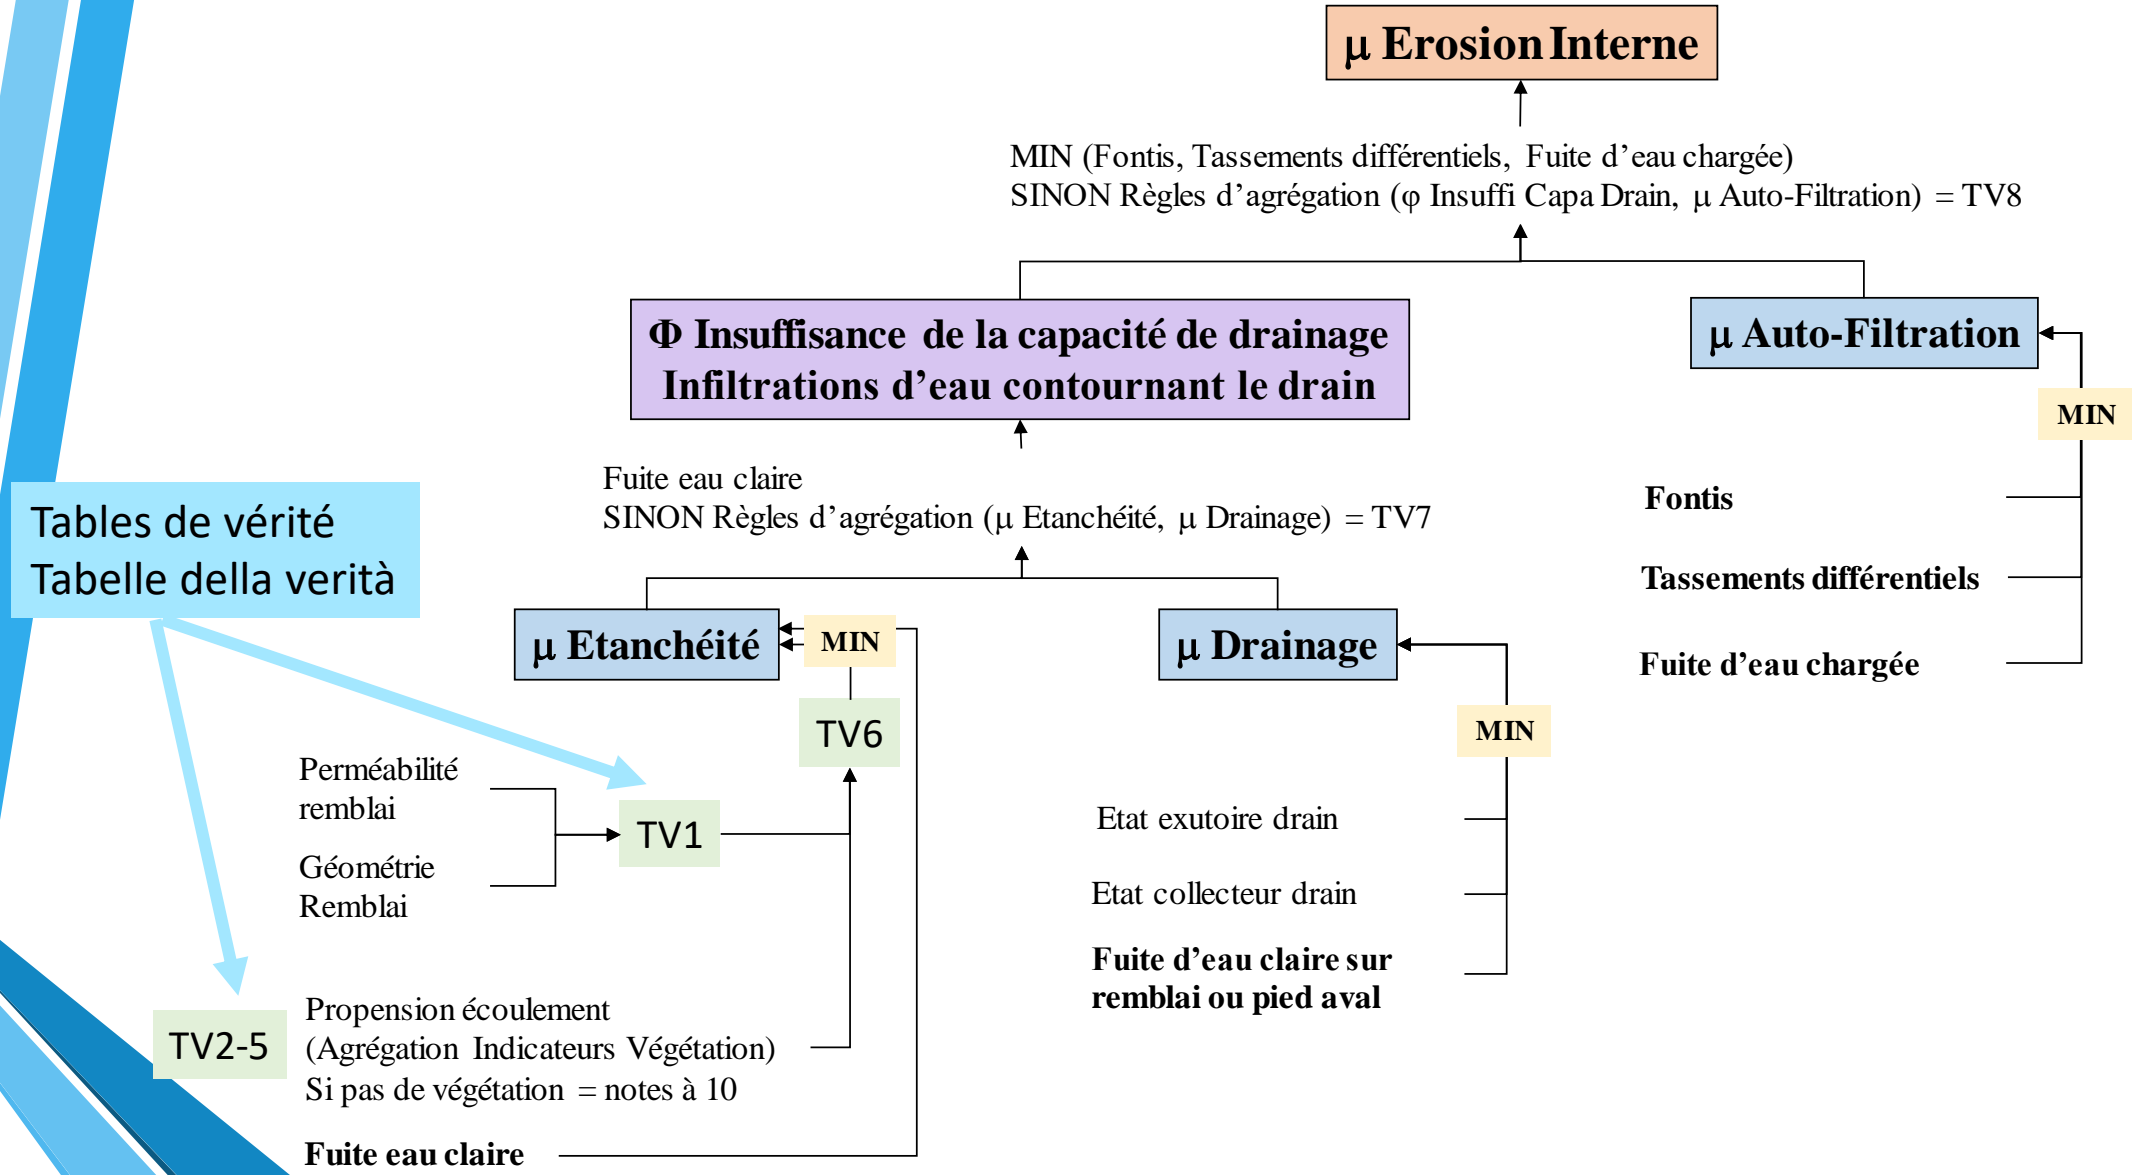 μ Erosion Interne
MIN (Fontis, Tassements différentiels, Fuite d’eau chargée)
SINON Règles d’agrégation (φ Insuffi Capa Drain, μ Auto-Filtration) = TV8
Φ Insuffisance de la capacité de drainage
Infiltrations d’eau contournant le drain
μ Auto-Filtration
MIN
Fontis
Tassements différentiels
Fuite d’eau chargée
Fuite eau claire
SINON Règles d’agrégation (μ Etanchéité, μ Drainage) = TV7
Tables de vérité
Tabelle della verità
μ Etanchéité
MIN
μ Drainage
TV6
MIN
Perméabilité
remblai
TV1
Géométrie
Remblai
Etat exutoire drain
Etat collecteur drain
Fuite d’eau claire sur
remblai ou pied aval
TV2-5
Propension écoulement
(Agrégation Indicateurs Végétation)
Si pas de végétation = notes à 10
Fuite eau claire